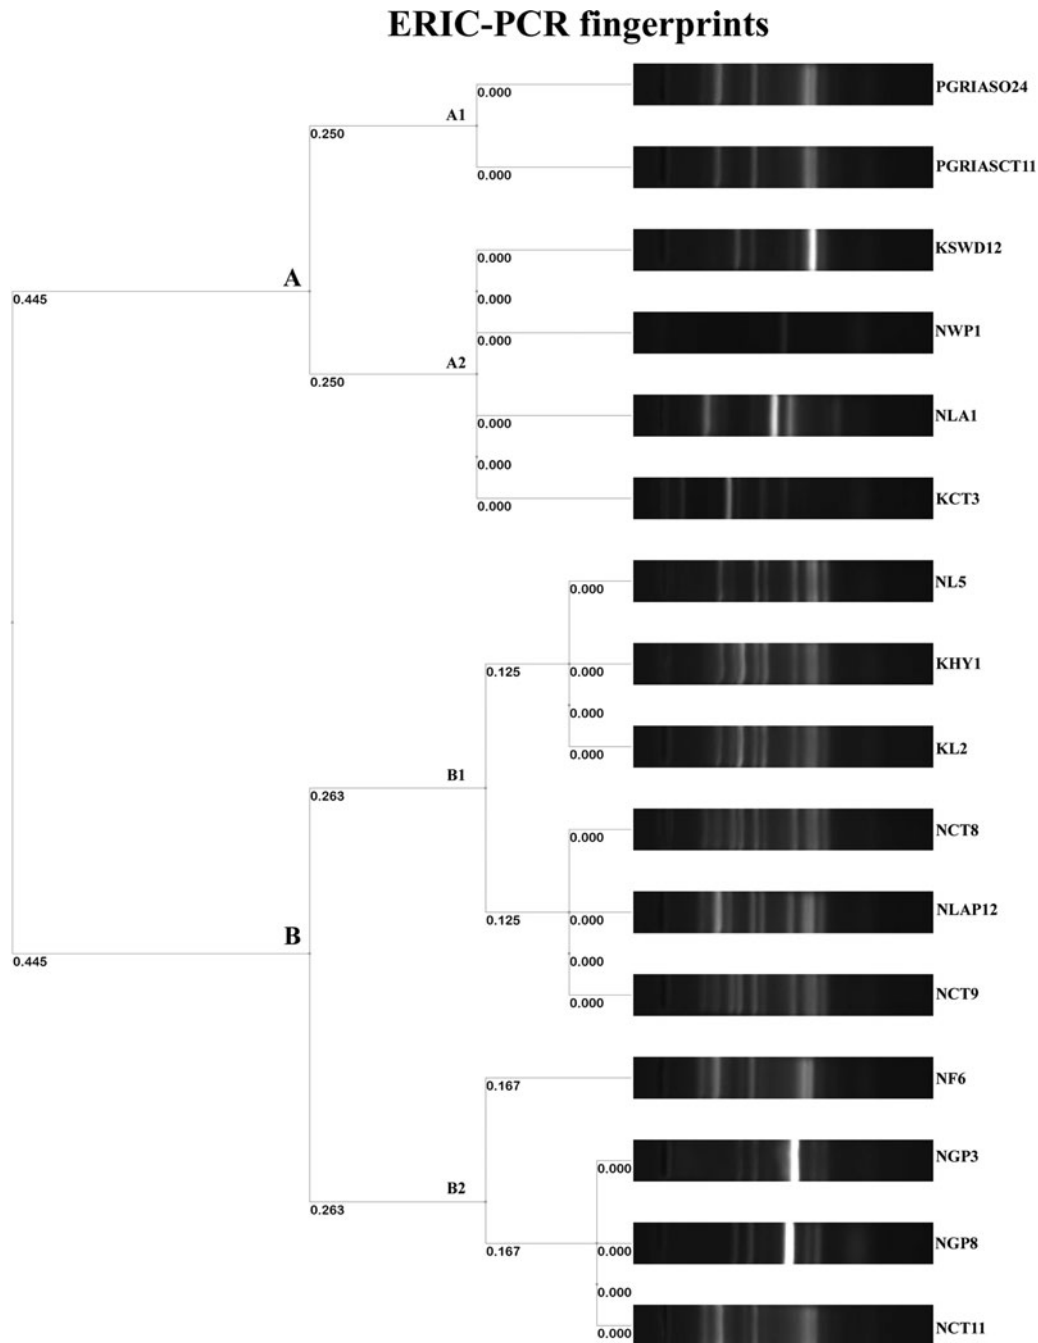 ERIC-PCR fingerprints
0.000 PGRIASO24
A1
0.250
0.000 PGRIASCT11
0.000 KSWD12
A
0.445 0.000
0.000 NWP1
A2
0.250
0.000 NLA1
0.000
0.000 KCT3
0.000 NL5
0.125 0.000 KHY1
0.000
0.000 KL2
B1
0.263
0.000 NCT8
0.125 0.000 NLAP12
B
0.445 0.000
0.000 NCT9
0.167 NF6
0.000 NGP3
B2
0.263
0.167 0.000 NGP8
0.000
0.000 NCT11